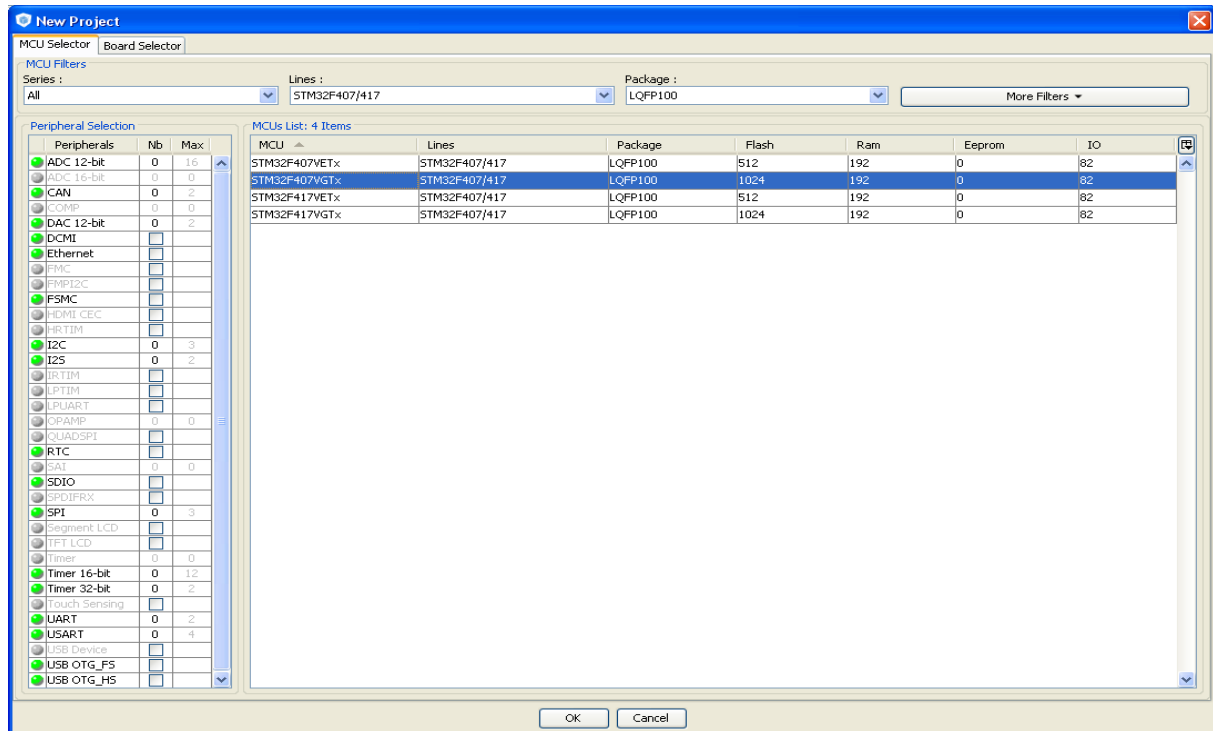 New Project
MCU Selector Board Selector
MCU Filters
Series : Lines : Package :
All STM32F407/417 LQFP100 More Filters
Peripheral Selection MCUs List: 4 Items
Peripherals Nb Max MCU Lines Package Flash Ram Eeprom IO
ADC 12-bit 0 16 STM32F407VETx STM32F407/417 LQFP100 512 192 0 82
ADC 16-bit 0 0 STM32F407VGTx STM32F407/417 LQFP100 1024 192 0 82
CAN 0 2 STM32F417VETx STM32F407/417 LQFP100 512 192 0 82
COMP 0 0 STM32F417VGTx STM32F407/417 LQFP100 1024 192 0 82
DAC 12-bit 0 2
DCMI
Ethernet
FMC
FMPI2C
FSMC
HDMI CEC
HRTIM
I2C 0 3
I2S 0 2
IRTIM
LPTIM
LPUART
OPAMP 0 0
QUADSPI
RTC
SAI 0 0
SDIO
SPDIFRX
SPI 0 3
Segment LCD
TFT LCD
Timer 0 0
Timer 16-bit 0 12
Timer 32-bit 0 2
Touch Sensing
UART 0 2
USART 0 4
USB Device
USB OTG_FS
USB OTG_HS
OK Cancel